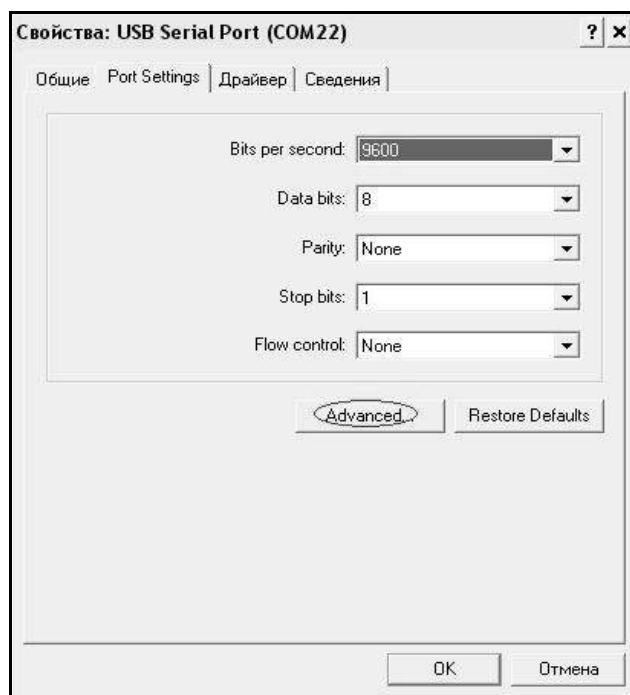 Свойства: USB Serial Port (COM22)
Общие Port Settings Драйвер Сведения
Bits per second: 9600
Data bits: 8
Parity: None
Stop bits: 1
Flow control: None
Advanced... Restore Defaults
OK Отмена